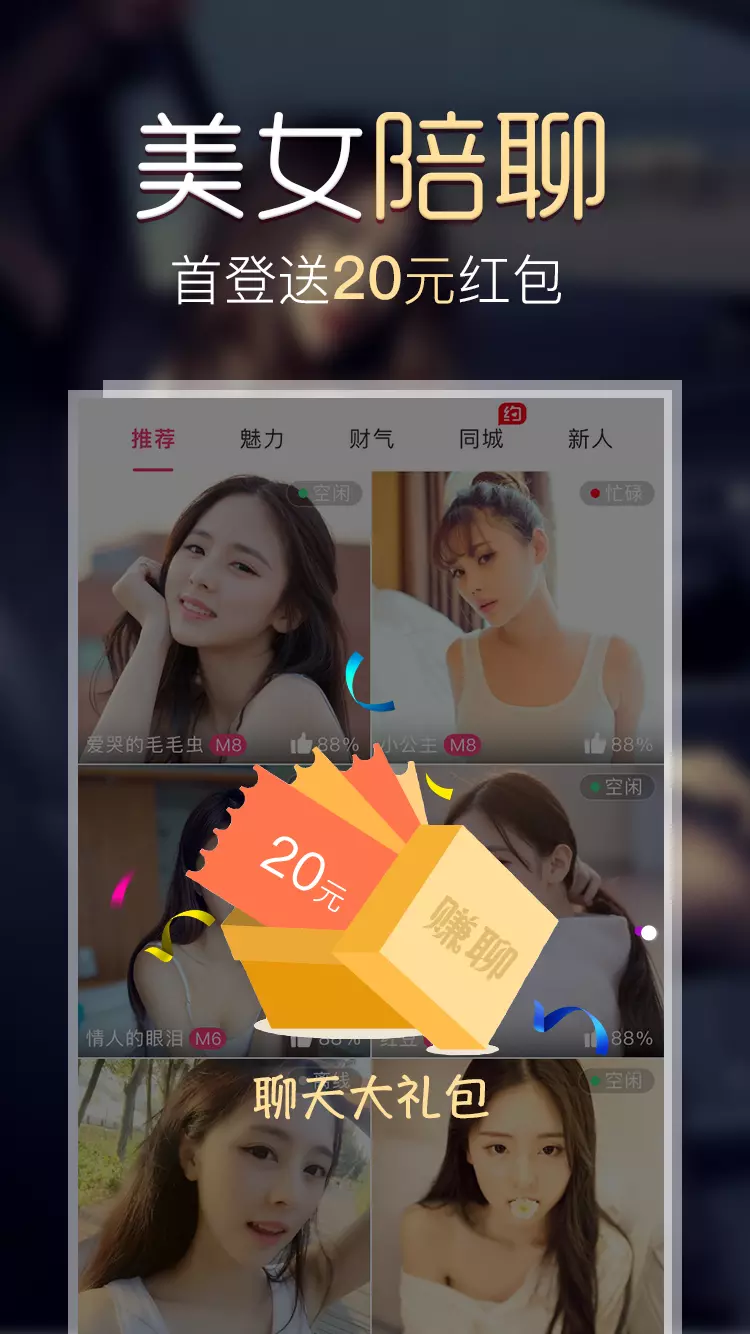 美女陪聊
首登送20元红包
约
推荐 魅力 财气 同城 新人
空闲 忙碌
爱哭的毛毛虫 M8 88% 小公主 M8 88%
空闲
20元
赚聊
情人的眼泪 M6 88% 红豆 88%
离线 空闲
聊天大礼包